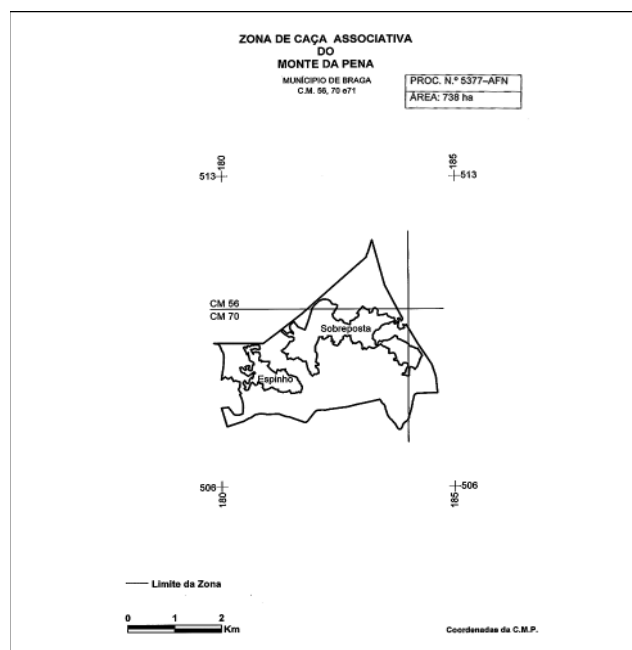 ZONA DE CAÇA ASSOCIATIVA
DO
MONTE DA PENA
MUNÍCIPIO DE BRAGA
C.M. 56, 70 e71
PROC. N.º 5377–AFN
ÁREA: 738 ha
180
513
185
513
CM 56
CM 70
Sobreposta
Espinho
506
180
506
185
Limite da Zona
0 1 2
Km
Coordenadas da C.M.P.